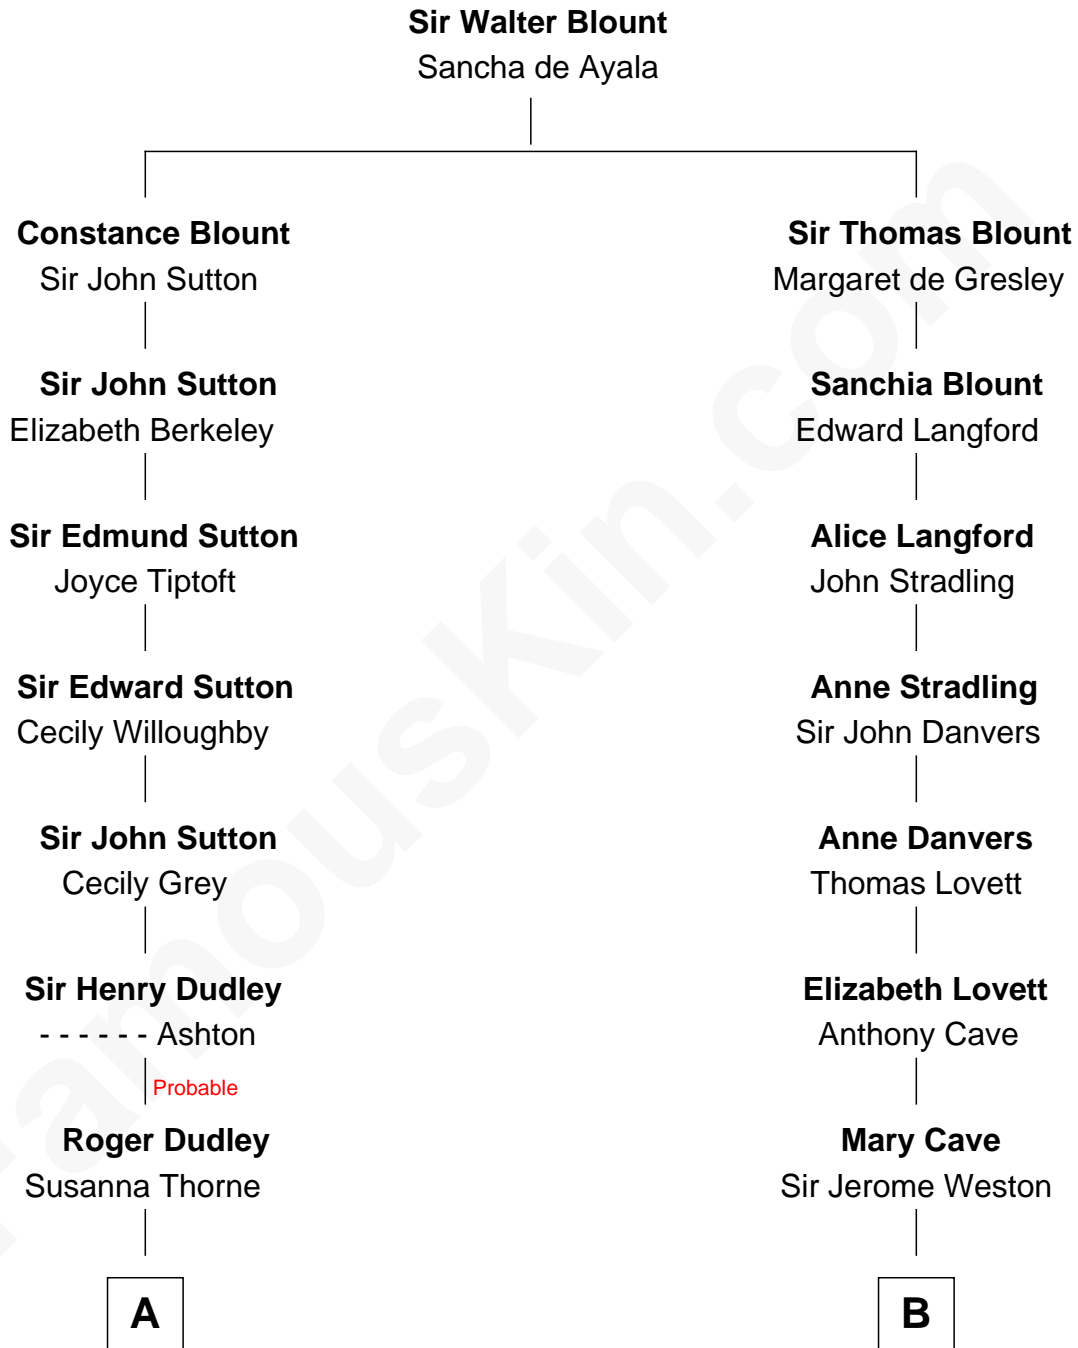 Sir Walter Blount
Sancha de Ayala
Constance Blount
Sir John Sutton
Sir Thomas Blount
Margaret de Gresley
Sir John Sutton
Elizabeth Berkeley
Sanchia Blount
Edward Langford
Sir Edmund Sutton
Joyce Tiptoft
Alice Langford
John Stradling
Sir Edward Sutton
Cecily Willoughby
Anne Stradling
Sir John Danvers
Sir John Sutton
Cecily Grey
Anne Danvers
Thomas Lovett
Sir Henry Dudley
- - - - - - Ashton
Elizabeth Lovett
Anthony Cave
Probable
Roger Dudley
Susanna Thorne
Mary Cave
Sir Jerome Weston
A
B
FamousKin.com